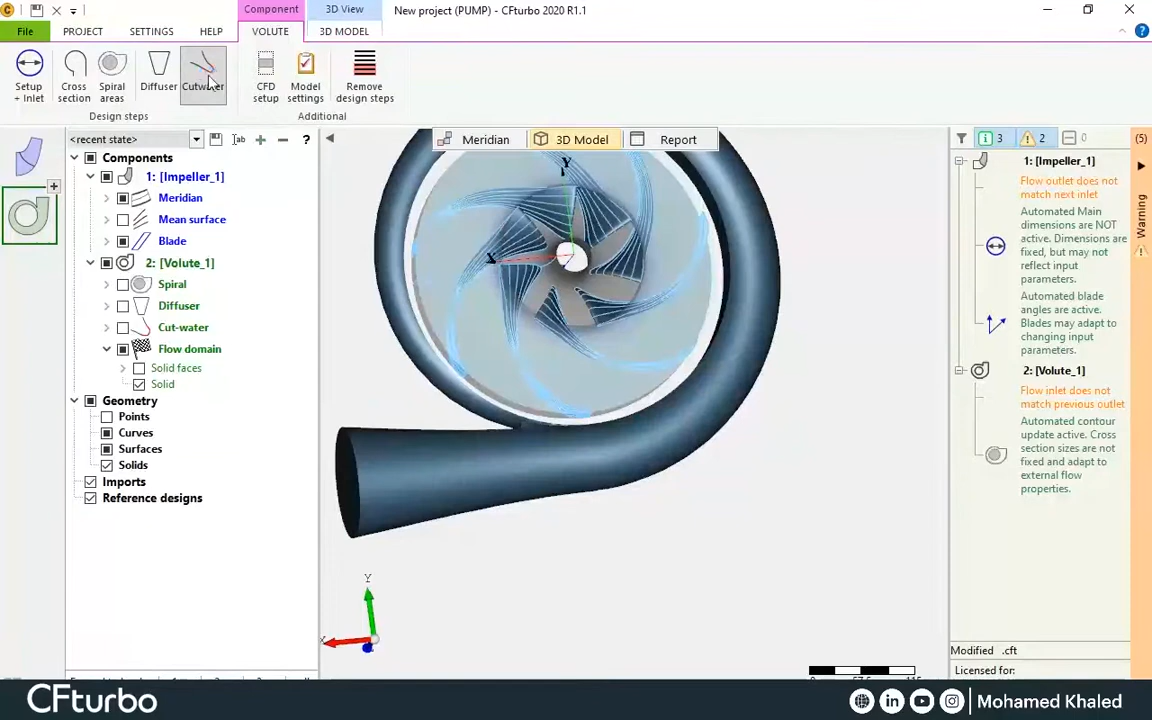 Component
3D View
New project (PUMP) - CFturbo 2020 R1.1
File
PROJECT
SETTINGS
HELP
VOLUTE
3D MODEL
Setup + Inlet
Cross section
Spiral areas
Diffuser
Cutwater
CFD setup
Model settings
Remove design steps
Design steps
Additional
<recent state>
ab
?
Meridian
3D Model
Report
3
2
0
(5)
Components
1: [Impeller_1]
Meridian
Mean surface
Blade
2: [Volute_1]
Spiral
Diffuser
Cut-water
Flow domain
Solid faces
Solid
Geometry
Points
Curves
Surfaces
Solids
Imports
Reference designs
Y
X
Y
X
1: [Impeller_1]
Flow outlet does not
match next inlet
Automated Main
dimensions are NOT
active. Dimensions are
fixed, but may not
reflect input
parameters.
Automated blade
angles are active.
Blades may adapt to
changing input
parameters.
2: [Volute_1]
Flow inlet does not
match previous outlet
Automated contour
update active. Cross
section sizes are not
fixed and adapt to
external flow
properties.
Warning
Modified .cft
Licensed for:
CFturbo
Mohamed Khaled